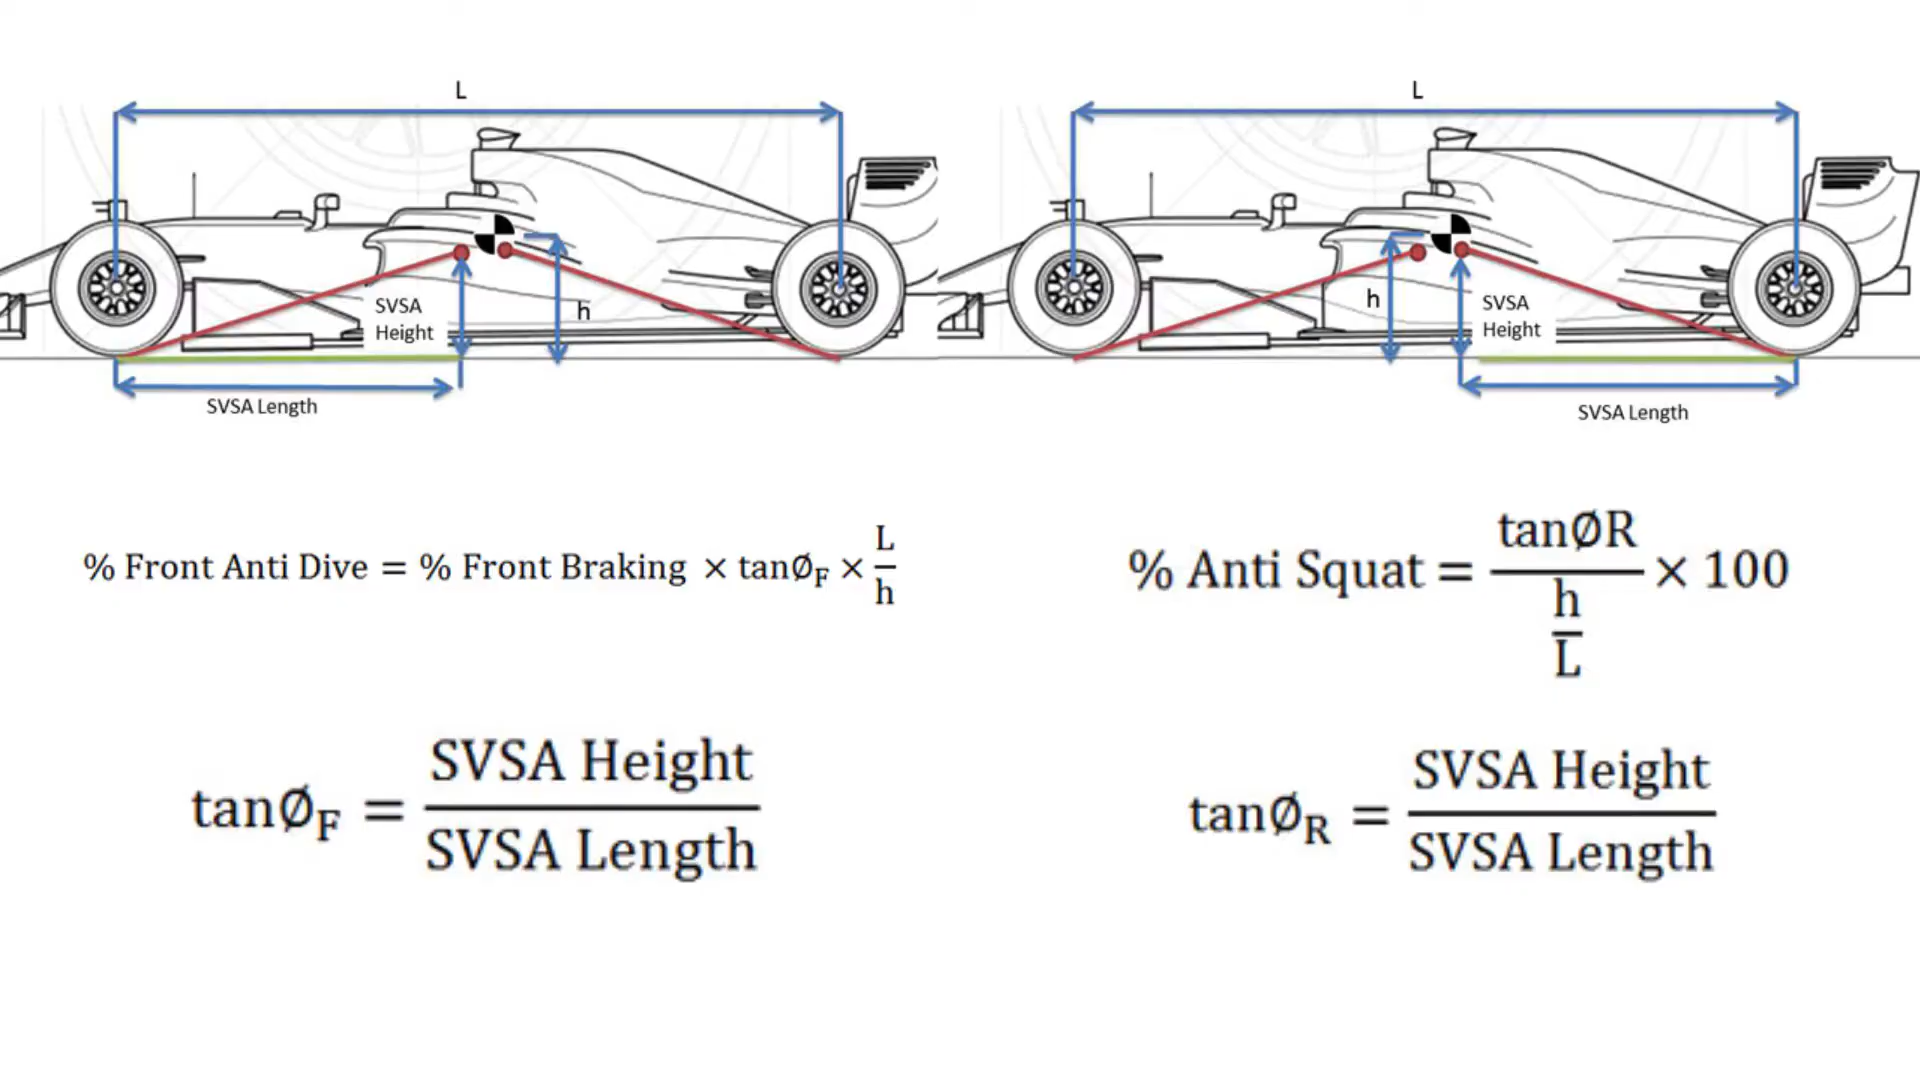 L
SVSA
Height
h
SVSA Length
L
h
SVSA
Height
SVSA Length
% Front Anti Dive = % Front Braking × tanØF × L/h
% Anti Squat = tanØR / (h/L) × 100
tanØF = SVSA Height / SVSA Length
tanØR = SVSA Height / SVSA Length